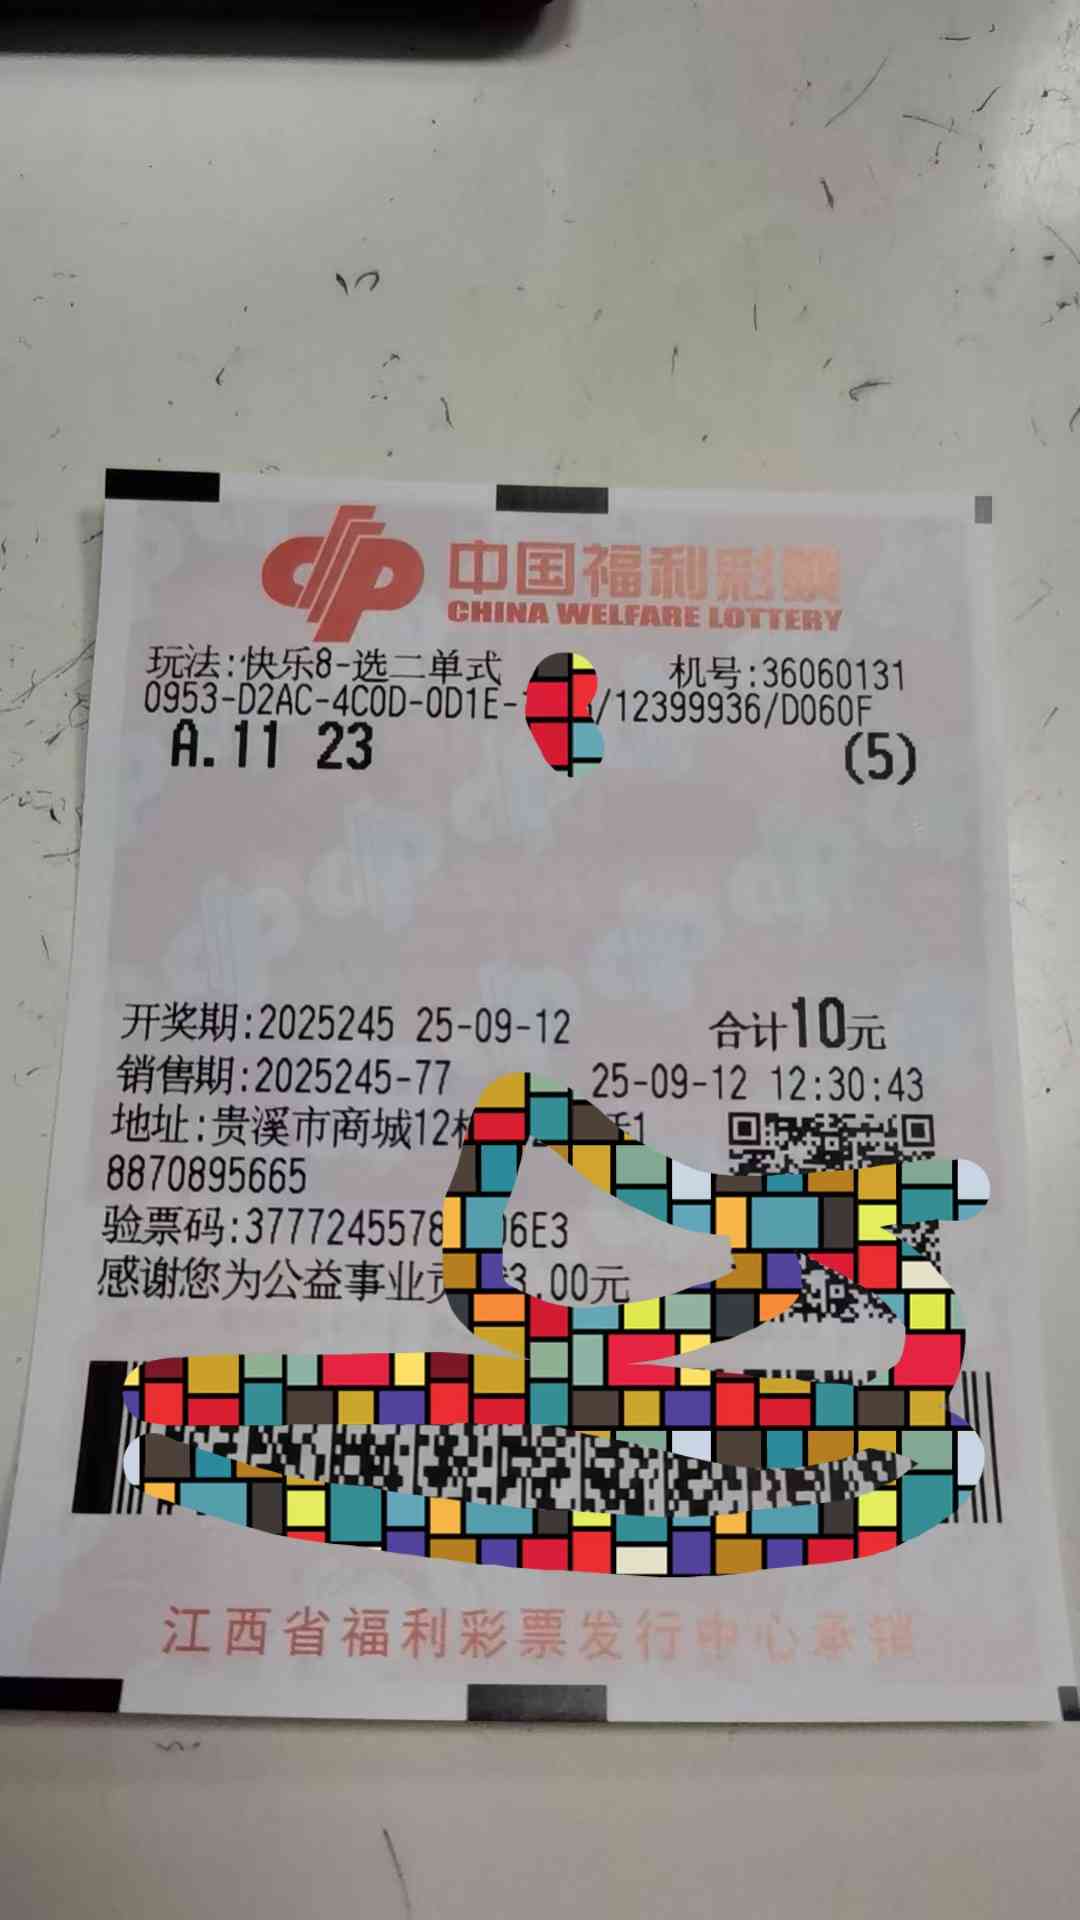 中国福利彩票
CHINA WELFARE LOTTERY
玩法:快乐8-选二单式 机号:36060131
0953-D2AC-4C0D-0D1E- /12399936/D060F
A.11 23 (5)
开奖期:2025245 25-09-12 合计10元
销售期:2025245-77 25-09-12 12:30:43
地址:贵溪市商城12 1
8870895665
验票码:3777245578 06E3
感谢您为公益事业 3.00元
江西省福利彩票发行中心承销